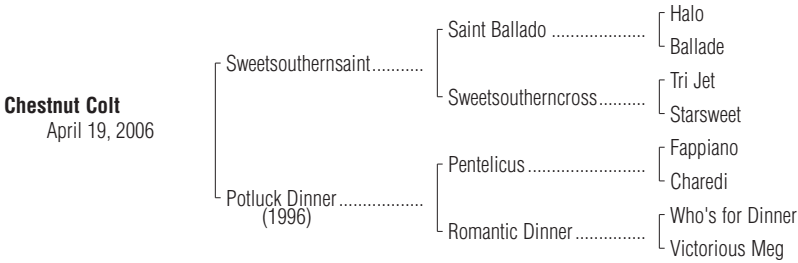 Halo
Saint Ballado ....................
Ballade
Sweetsouthernsaint...........
Tri Jet
Sweetsoutherncross..........
Starsweet
Chestnut Colt
April 19, 2006
Fappiano
Pentelicus .........................
Charedi
Potluck Dinner..................
(1996)
Who's for Dinner
Romantic Dinner...............
Victorious Meg